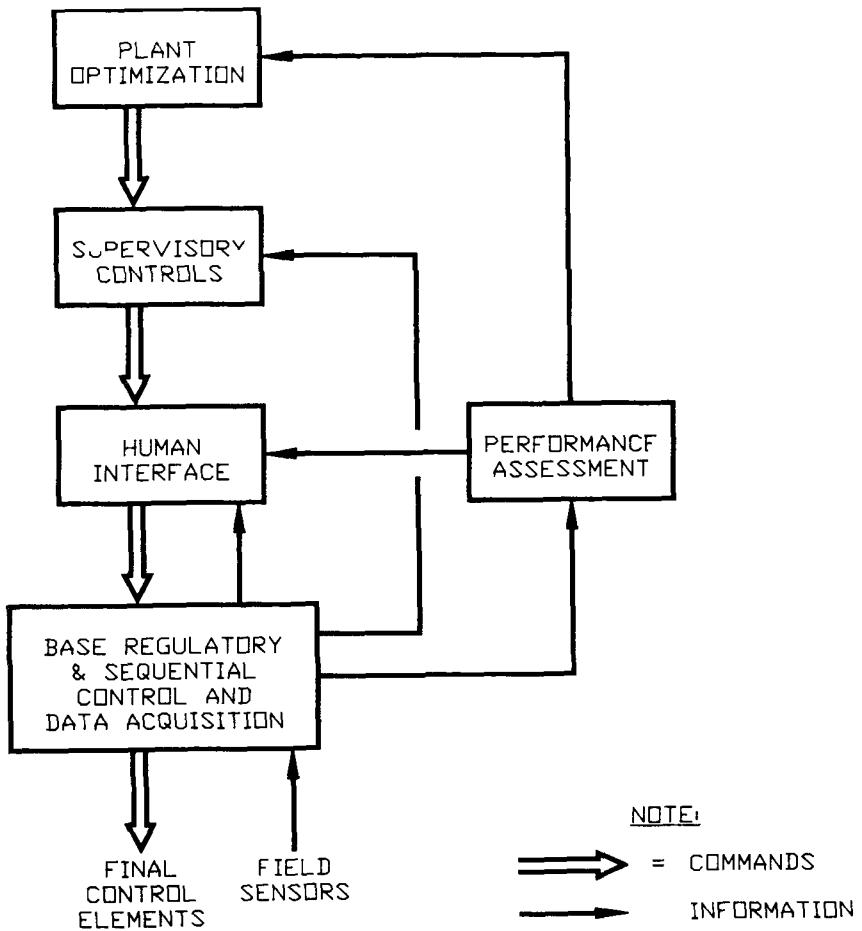 PLANT
OPTIMIZATION
SUPERVISORY
CONTROLS
HUMAN
INTERFACE
PERFORMANCE
ASSESSMENT
BASE REGULATORY
& SEQUENTIAL
CONTROL AND
DATA ACQUISITION
FINAL
CONTROL
ELEMENTS
FIELD
SENSORS
NOTE:
= COMMANDS
INFORMATION